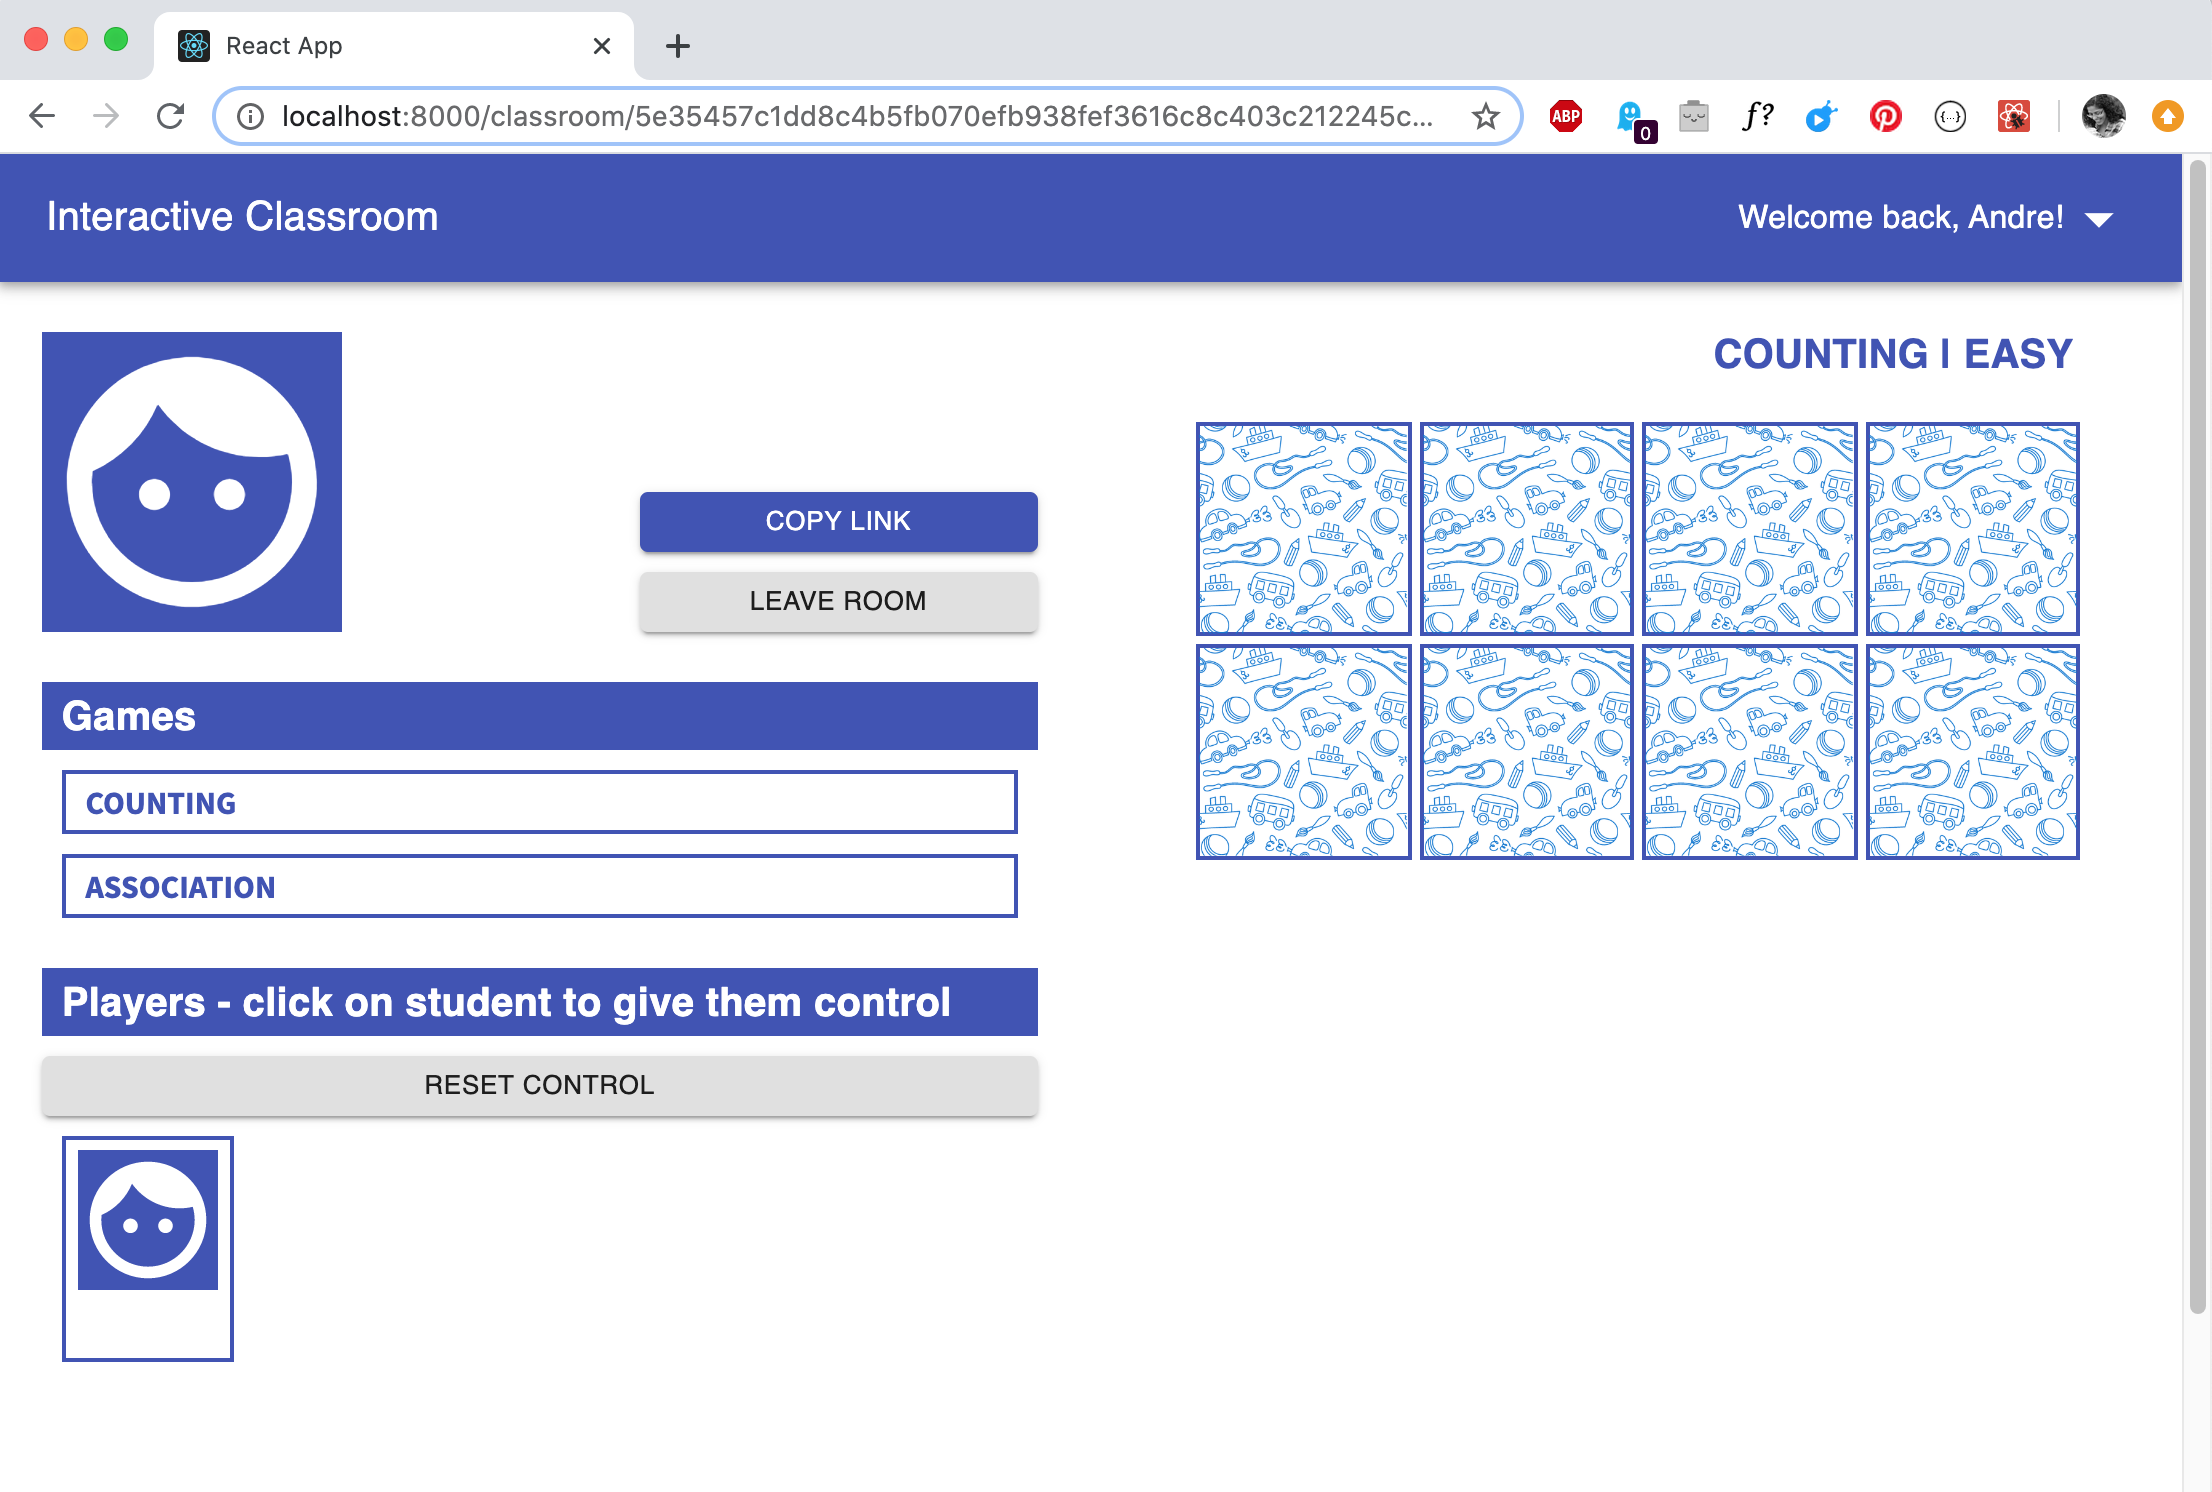 React App
localhost:8000/classroom/5e35457c1dd8c4b5fb070efb938fef3616c8c403c212245c...
ABP
0
f?
{...}
Interactive Classroom
Welcome back, Andre!
COUNTING | EASY
COPY LINK
LEAVE ROOM
Games
COUNTING
ASSOCIATION
Players - click on student to give them control
RESET CONTROL